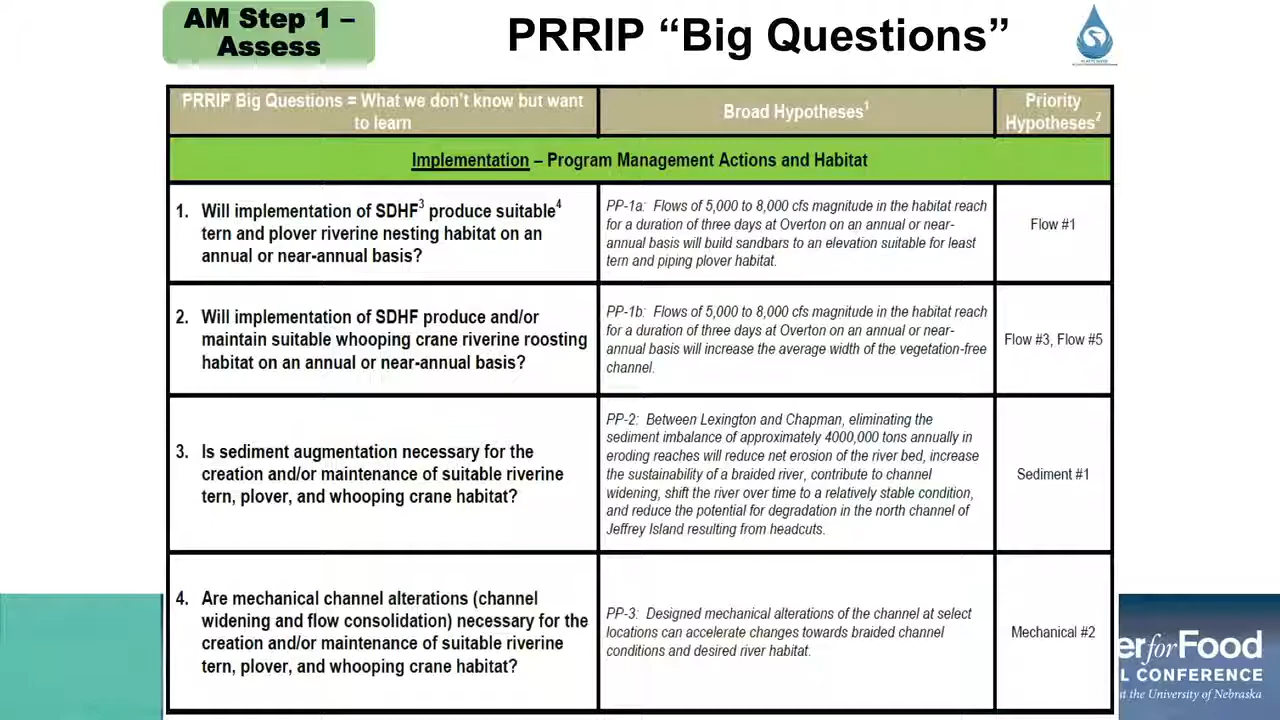 AM Step 1 –
Assess
PRRIP “Big Questions”
PRRIP Big Questions = What we don’t know but want
to learn
Broad Hypotheses1
Priority
Hypotheses2
Implementation – Program Management Actions and Habitat
1. Will implementation of SDHF3 produce suitable4
tern and plover riverine nesting habitat on an
annual or near-annual basis?
PP-1a: Flows of 5,000 to 8,000 cfs magnitude in the habitat reach
for a duration of three days at Overton on an annual or near-
annual basis will build sandbars to an elevation suitable for least
tern and piping plover habitat.
Flow #1
2. Will implementation of SDHF produce and/or
maintain suitable whooping crane riverine roosting
habitat on an annual or near-annual basis?
PP-1b: Flows of 5,000 to 8,000 cfs magnitude in the habitat reach
for a duration of three days at Overton on an annual or near-
annual basis will increase the average width of the vegetation-free
channel.
Flow #3, Flow #5
3. Is sediment augmentation necessary for the
creation and/or maintenance of suitable riverine
tern, plover, and whooping crane habitat?
PP-2: Between Lexington and Chapman, eliminating the
sediment imbalance of approximately 4000,000 tons annually in
eroding reaches will reduce net erosion of the river bed, increase
the sustainability of a braided river, contribute to channel
widening, shift the river over time to a relatively stable condition,
and reduce the potential for degradation in the north channel of
Jeffrey Island resulting from headcuts.
Sediment #1
4. Are mechanical channel alterations (channel
widening and flow consolidation) necessary for the
creation and/or maintenance of suitable riverine
tern, plover, and whooping crane habitat?
PP-3: Designed mechanical alterations of the channel at select
locations can accelerate changes towards braided channel
conditions and desired river habitat.
Mechanical #2
er for Food
L CONFERENCE
at the University of Nebraska